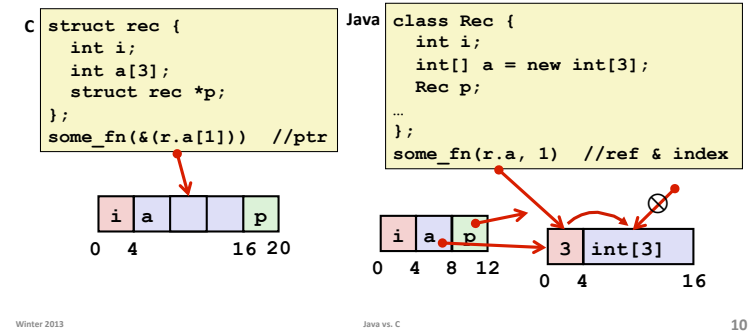 C
struct rec {
int i;
int a[3];
struct rec *p;
};
some_fn(&(r.a[1])) //ptr
i a p
0 4 16 20
Java
class Rec {
int i;
int[] a = new int[3];
Rec p;
…
};
some_fn(r.a, 1) //ref & index
i a p
0 4 8 12
3 int[3]
0 4 16
Winter 2013
Java vs. C
10